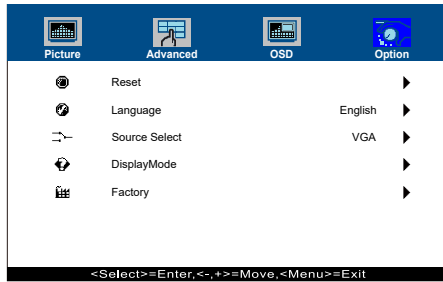 Picture Advanced OSD Option
Reset
Language English
Source Select VGA
DisplayMode
Factory
<Select>=Enter,<-,+>=Move,<Menu>=Exit